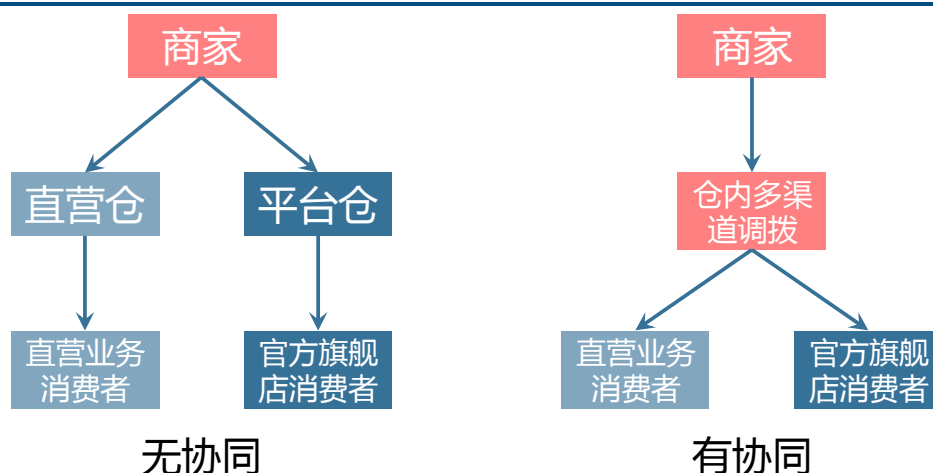 商家
直营仓
平台仓
直营业务
消费者
官方旗舰
店消费者
无协同
商家
仓内多渠
道调拨
直营业务
消费者
官方旗舰
店消费者
有协同